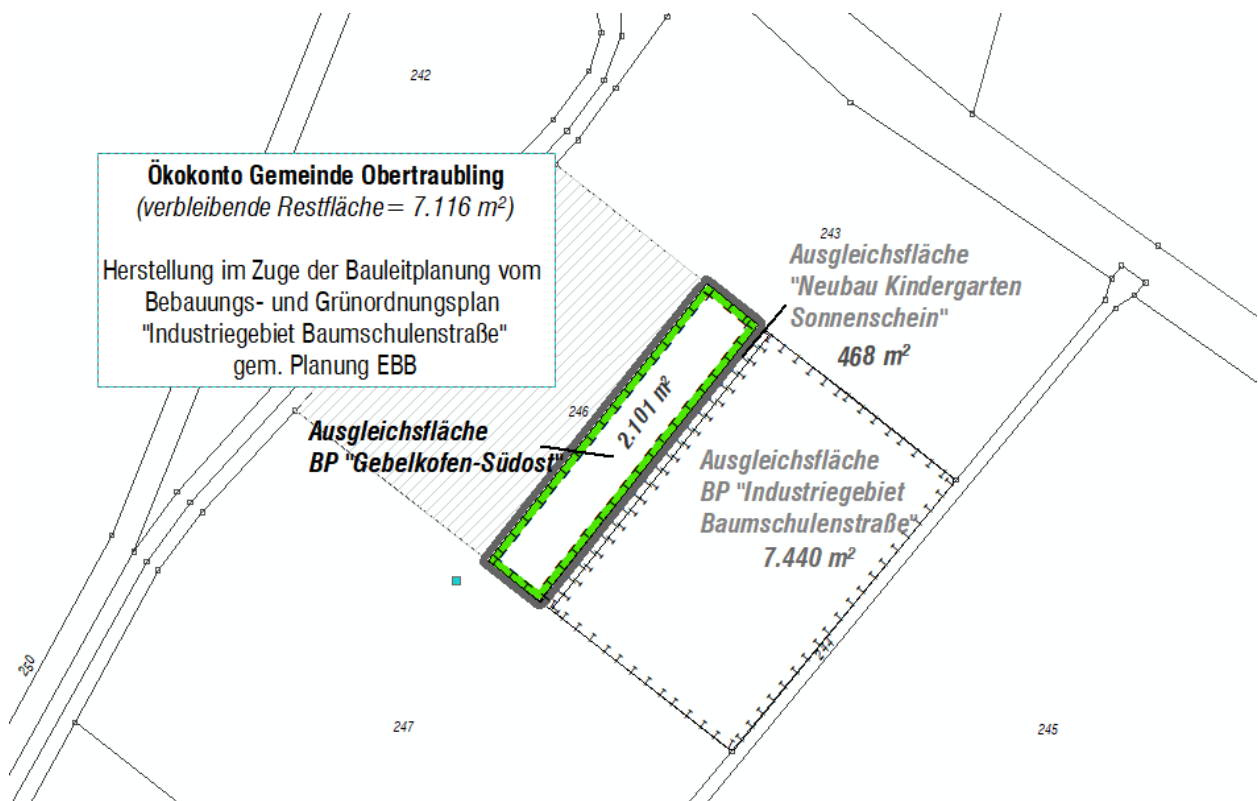 242
Ökokonto Gemeinde Obertraubling
(verbleibende Restfläche= 7.116 m²)
Herstellung im Zuge der Bauleitplanung vom
Bebauungs- und Grünordnungsplan
"Industriegebiet Baumschulenstraße"
gem. Planung EBB
243
Ausgleichsfläche
"Neubau Kindergarten
Sonnenschein"
468 m²
246
2.101 m²
Ausgleichsfläche
BP "Gebelkofen-Südost"
Ausgleichsfläche
BP "Industriegebiet
Baumschulenstraße"
7.440 m²
244
250
247
245